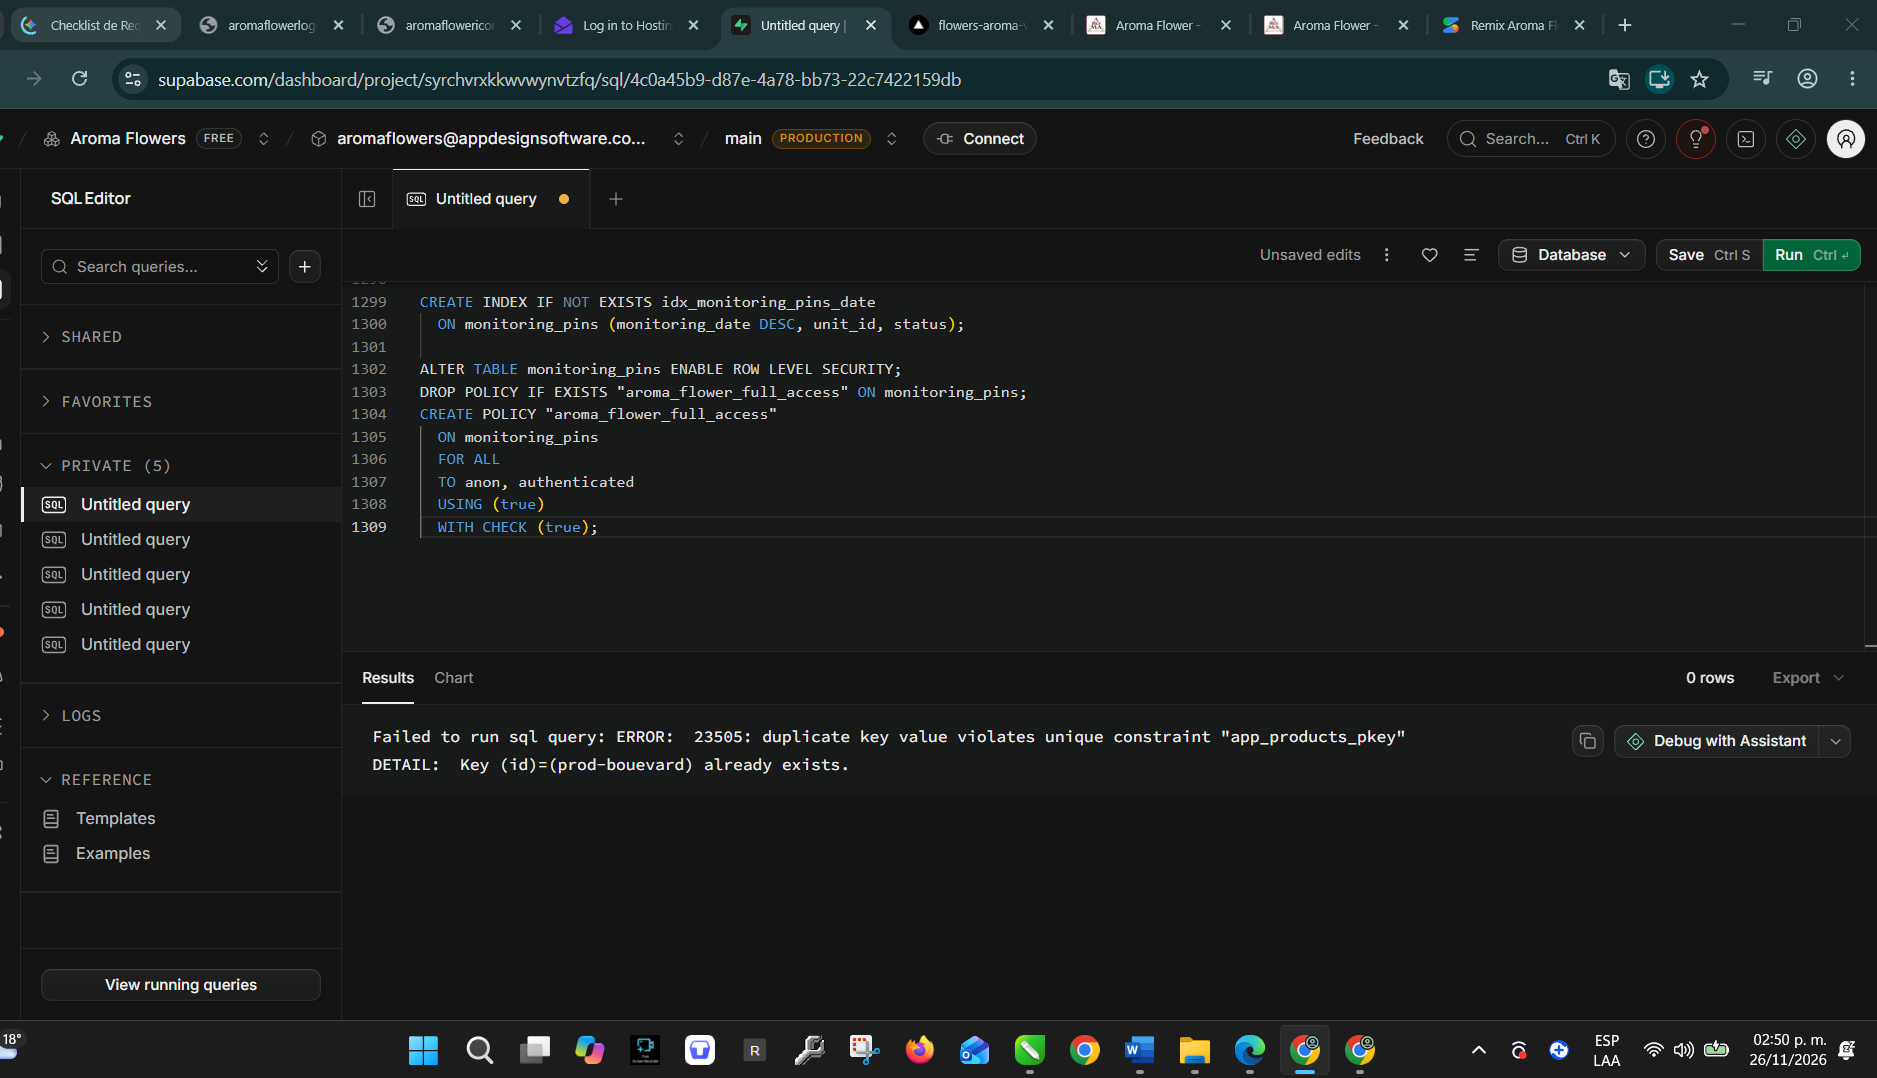 Checklist de Rec
aromaflowerlog
aromaflowericon
Log in to Hostin
Untitled query |
flowers-aroma-v
Aroma Flower -
Aroma Flower -
Remix Aroma Fl
supabase.com/dashboard/project/syrchvrxkkwvwynvtzfq/sql/4c0a45b9-d87e-4a78-bb73-22c7422159db
Aroma Flowers FREE / aromaflowers@appdesignsoftware.co... / main PRODUCTION Connect
Feedback Search... Ctrl K
SQL Editor
Untitled query
Search queries...
Unsaved edits Database Save Ctrl S Run Ctrl ↵
SHARED
FAVORITES
PRIVATE (5)
SQL Untitled query
SQL Untitled query
SQL Untitled query
SQL Untitled query
SQL Untitled query
LOGS
REFERENCE
Templates
Examples
View running queries
1298
1299 CREATE INDEX IF NOT EXISTS idx_monitoring_pins_date
1300 ON monitoring_pins (monitoring_date DESC, unit_id, status);
1301
1302 ALTER TABLE monitoring_pins ENABLE ROW LEVEL SECURITY;
1303 DROP POLICY IF EXISTS "aroma_flower_full_access" ON monitoring_pins;
1304 CREATE POLICY "aroma_flower_full_access"
1305 ON monitoring_pins
1306 FOR ALL
1307 TO anon, authenticated
1308 USING (true)
1309 WITH CHECK (true);
Results Chart 0 rows Export
Failed to run sql query: ERROR: 23505: duplicate key value violates unique constraint "app_products_pkey"
DETAIL: Key (id)=(prod-bouevard) already exists.
Debug with Assistant
18°
ESP
LAA
02:50 p. m.
26/11/2026